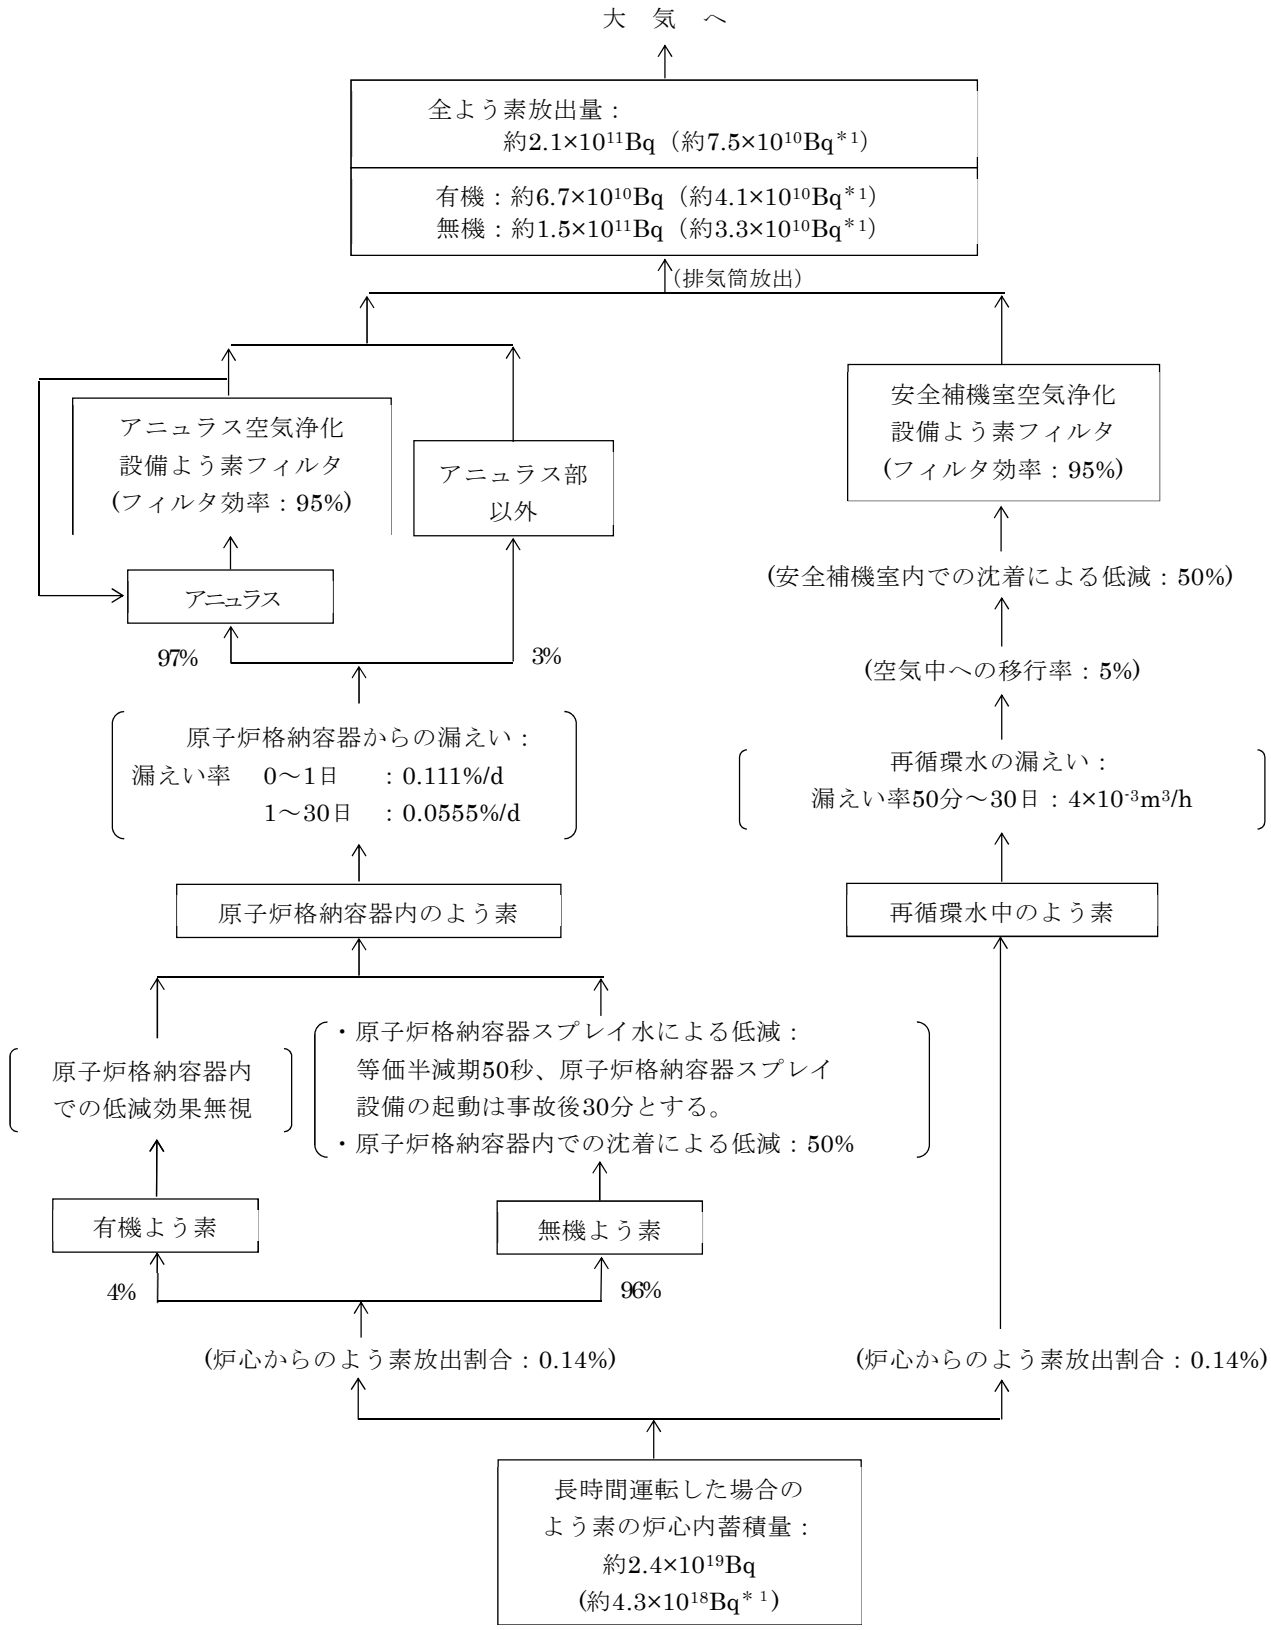 大 気 へ
全よう素放出量：
約2.1×10¹¹Bq（約7.5×10¹⁰Bq*¹）
有機：約6.7×10¹⁰Bq（約4.1×10¹⁰Bq*¹）
無機：約1.5×10¹¹Bq（約3.3×10¹⁰Bq*¹）
(排気筒放出)
アニュラス空気浄化
設備よう素フィルタ
(フィルタ効率：95%)
アニュラス部
以外
安全補機室空気浄化
設備よう素フィルタ
(フィルタ効率：95%)
アニュラス
(安全補機室内での沈着による低減：50%)
97%
3%
(空気中への移行率：5%)
原子炉格納容器からの漏えい：
漏えい率 0～1日 ：0.111%/d
1～30日 ：0.0555%/d
再循環水の漏えい：
漏えい率50分～30日：4×10⁻³m³/h
原子炉格納容器内のよう素
再循環水中のよう素
原子炉格納容器内
での低減効果無視
・原子炉格納容器スプレイ水による低減：
等価半減期50秒、原子炉格納容器スプレイ
設備の起動は事故後30分とする。
・原子炉格納容器内での沈着による低減：50%
有機よう素
無機よう素
4%
96%
(炉心からのよう素放出割合：0.14%)
(炉心からのよう素放出割合：0.14%)
長時間運転した場合の
よう素の炉心内蓄積量：
約2.4×10¹⁹Bq
(約4.3×10¹⁸Bq*¹)